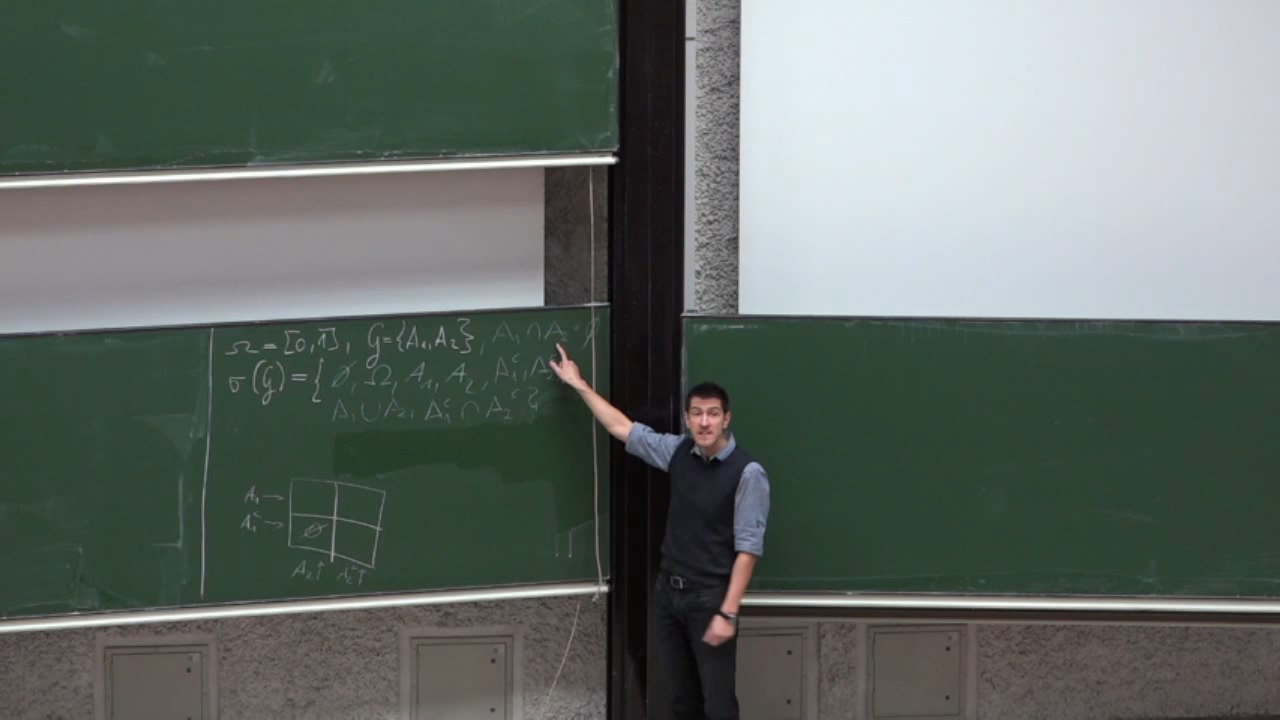 Ω = [0,1], G = {A₁, A₂}, A₁ ∩ A₂ = ∅
σ(G) = { ∅, Ω, A₁, A₂, A₁ᶜ, A₂ᶜ
A₁ ∪ A₂, A₁ᶜ ∩ A₂ᶜ }
A₁ →
A₁ᶜ → ∅
A₂↑ A₂ᶜ↑